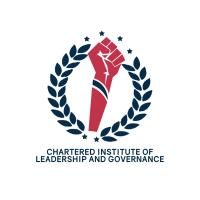 CHARTERED INSTITUTE OF
LEADERSHIP AND GOVERNANCE